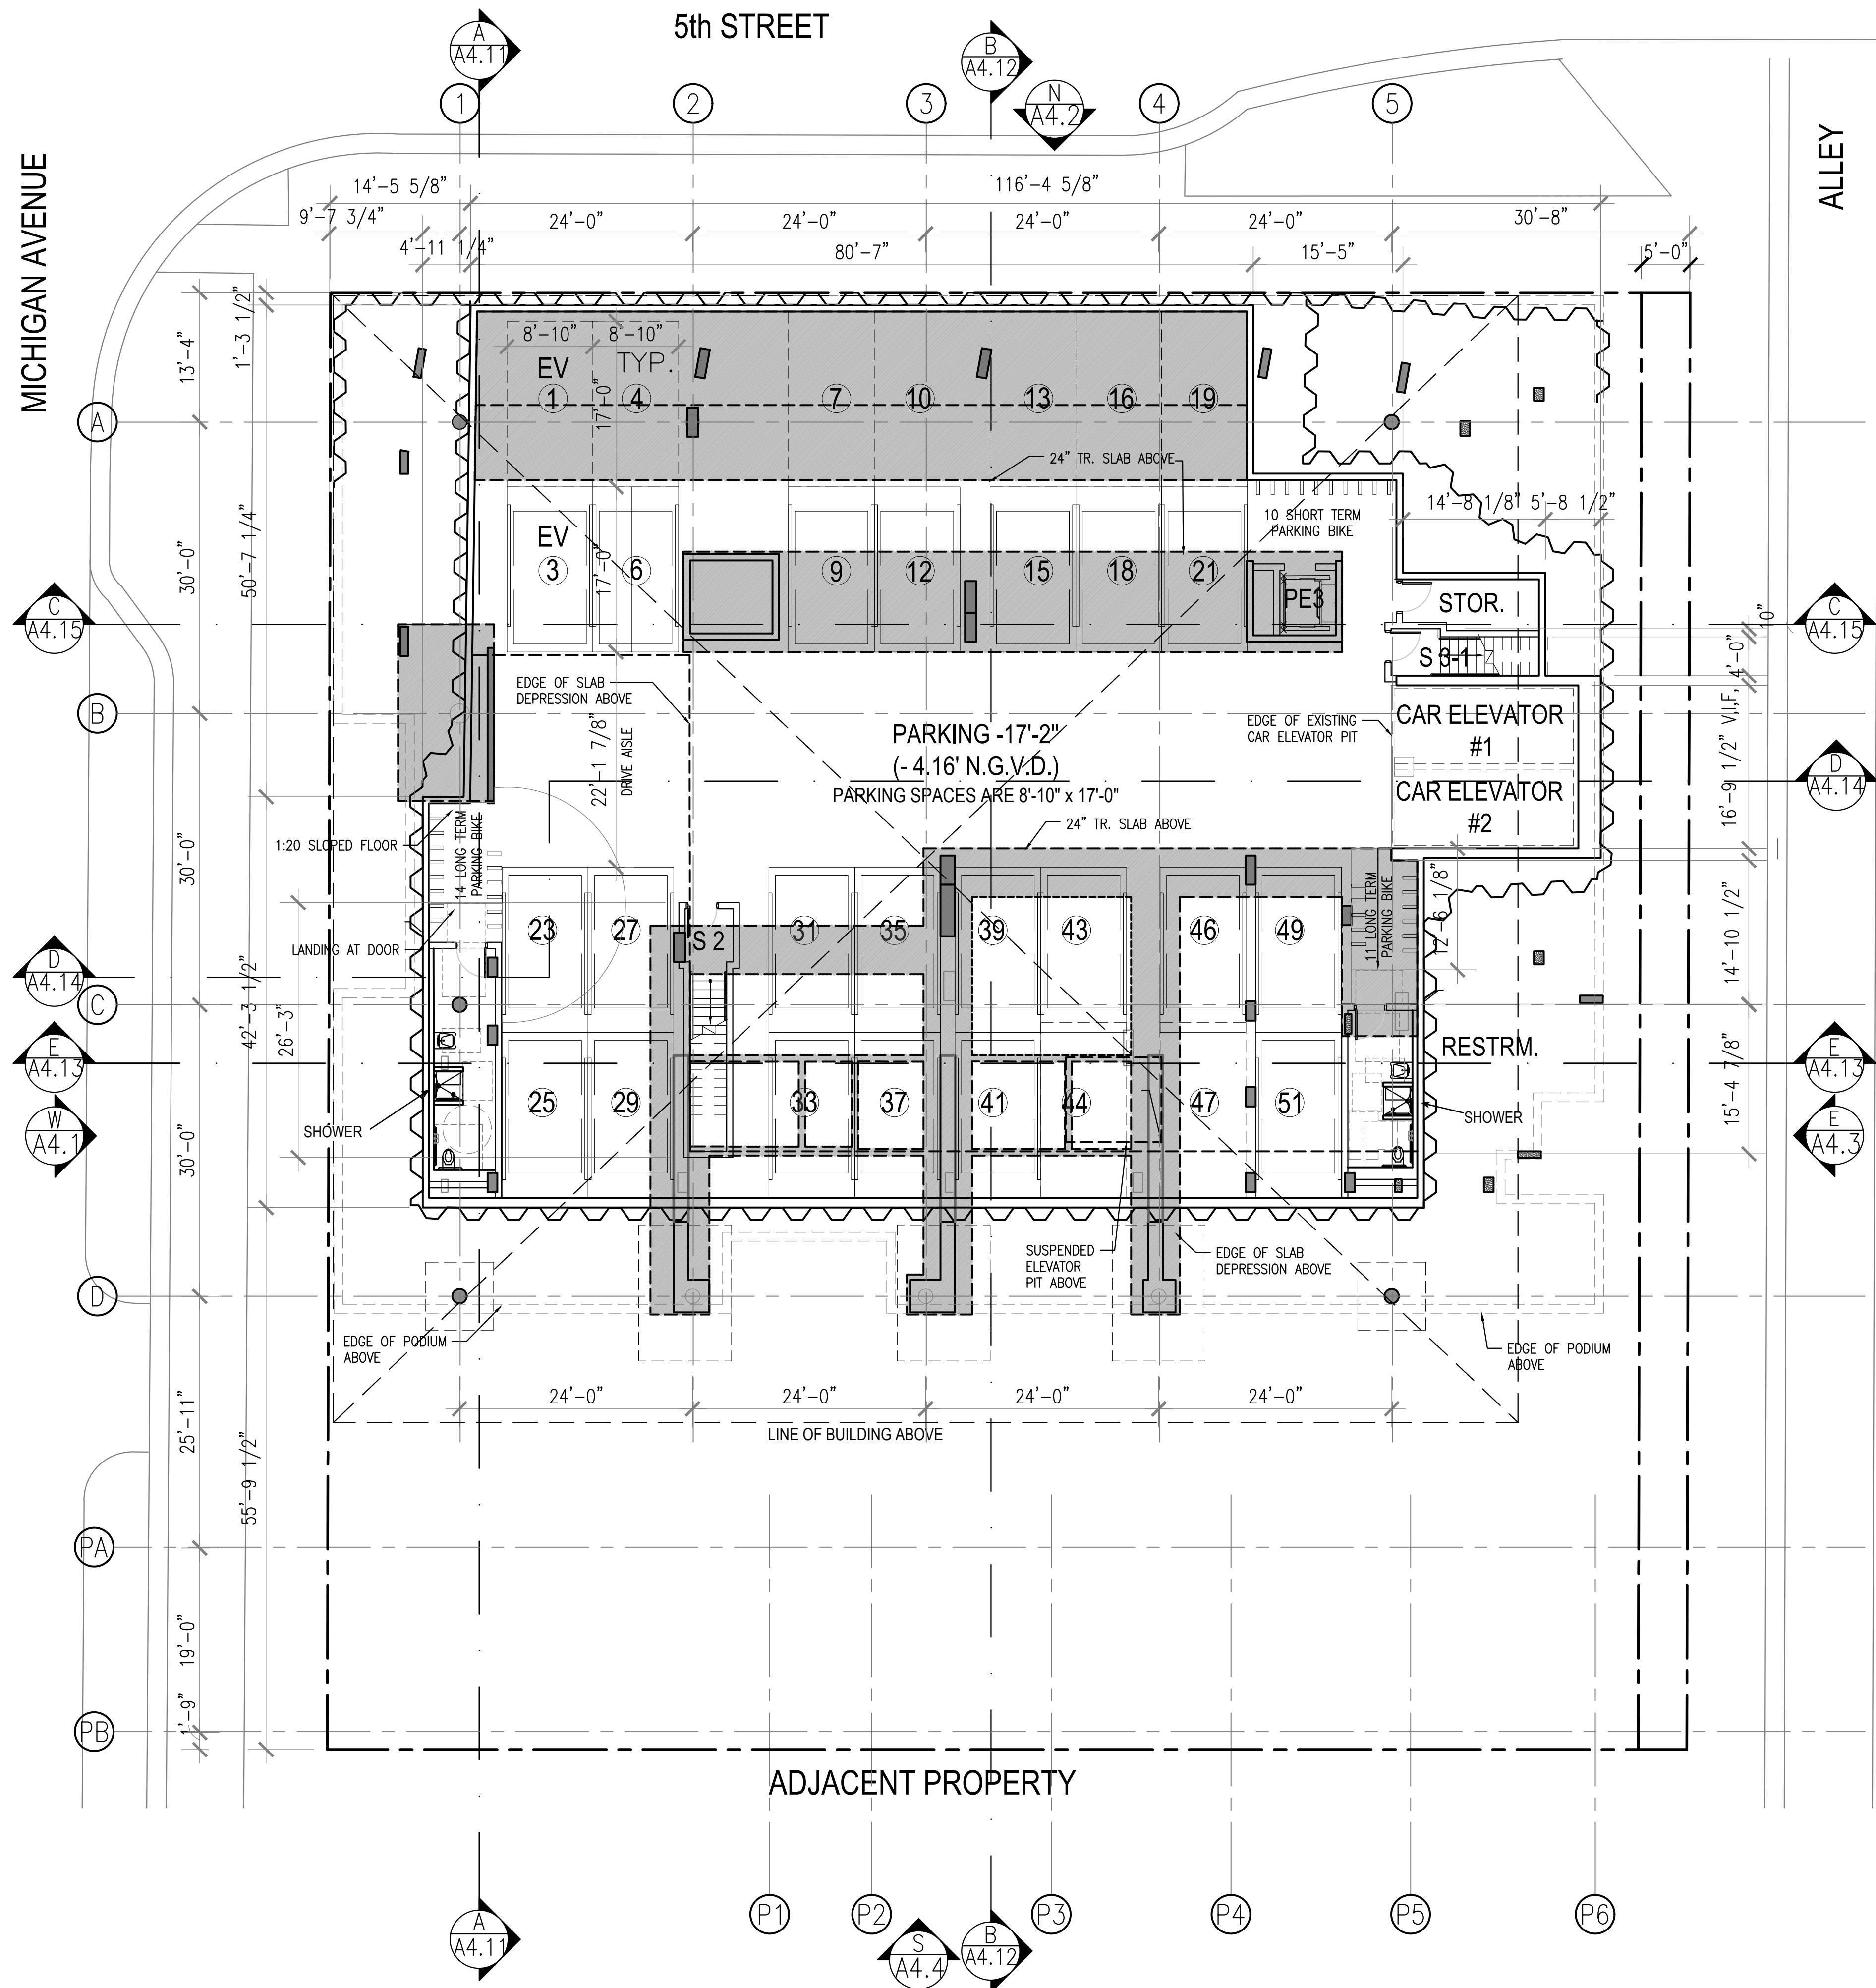 5th STREET
A
A4.11
B
A4.12
N
A4.2
1
2
3
4
5
MICHIGAN AVENUE
ALLEY
14'-5 5/8"
116'-4 5/8"
9'-7 3/4"
24'-0"
24'-0"
24'-0"
24'-0"
30'-8"
4'-11 1/4"
80'-7"
15'-5"
5'-0"
13'-4"
1'-3 1/2"
8'-10"
8'-10"
EV
TYP.
1
4
7
10
13
16
19
17'-0"
A
24" TR. SLAB ABOVE
14'-8 1/8"
5'-8 1/2"
10 SHORT TERM
PARKING BIKE
30'-0"
50'-7 1/4"
EV
3
6
17'-0"
9
12
15
18
21
PE3
STOR.
C
A4.15
C
A4.15
10"
S 3-1
4'-0"
EDGE OF SLAB
DEPRESSION ABOVE
B
22'-1 7/8"
DRIVE AISLE
PARKING -17'-2"
(- 4.16' N.G.V.D.)
PARKING SPACES ARE 8'-10" x 17'-0"
EDGE OF EXISTING
CAR ELEVATOR PIT
CAR ELEVATOR
#1
CAR ELEVATOR
#2
16'-9 1/2" V,I,F,
D
A4.14
24" TR. SLAB ABOVE
1:20 SLOPED FLOOR
14 LONG TERM
PARKING BIKE
30'-0"
11 LONG TERM
PARKING BIKE
12'-6 1/8"
14'-10 1/2"
23
27
S 2
31
35
39
43
46
49
LANDING AT DOOR
D
A4.14
C
42'-3 1/2"
26'-3"
E
A4.13
RESTRM.
E
A4.13
25
29
33
37
41
44
47
51
SHOWER
SHOWER
15'-4 7/8"
W
A4.1
E
A4.3
30'-0"
SUSPENDED
ELEVATOR
PIT ABOVE
EDGE OF SLAB
DEPRESSION ABOVE
D
EDGE OF PODIUM
ABOVE
EDGE OF PODIUM
ABOVE
24'-0"
24'-0"
24'-0"
24'-0"
LINE OF BUILDING ABOVE
25'-11"
55'-9 1/2"
PA
19'-0"
1'-9"
PB
ADJACENT PROPERTY
P1
P2
P3
P4
P5
P6
A
A4.11
S
A4.4
B
A4.12